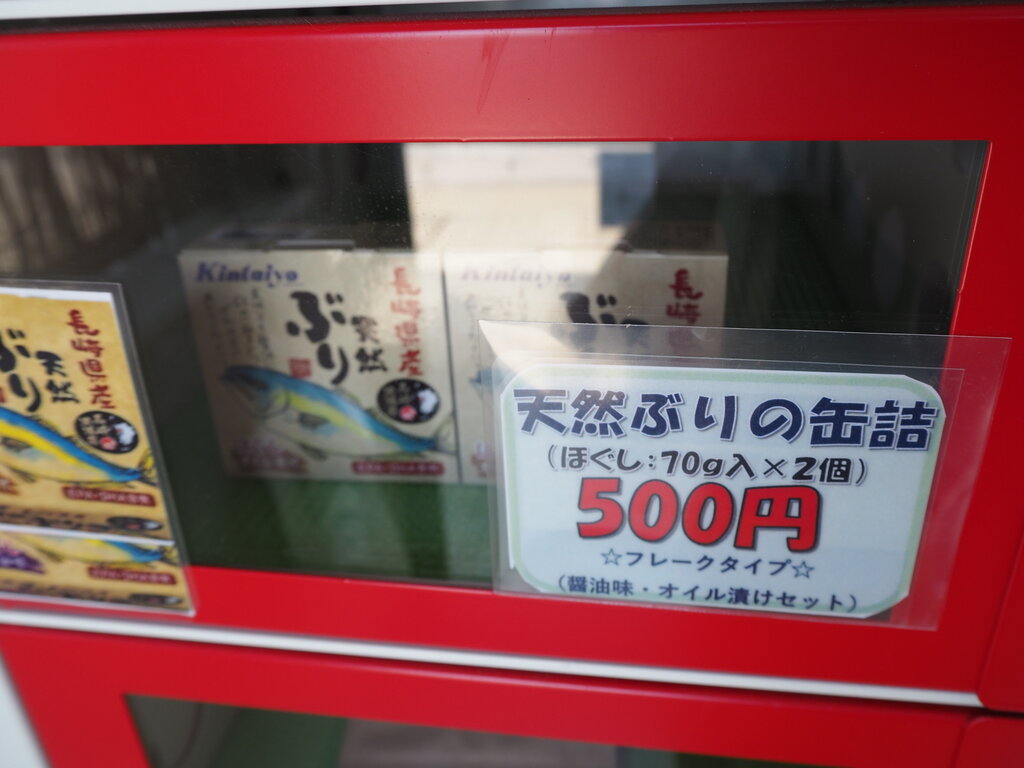 Kintaiyo
長崎県産
天然
ぶり
Kintaiyo
長崎
ぶ
長崎県産
天然
ぶり
天然ぶりの缶詰
(ほぐし:70g入×2個)
500円
☆フレークタイプ☆
(醤油味・オイル漬けセット)